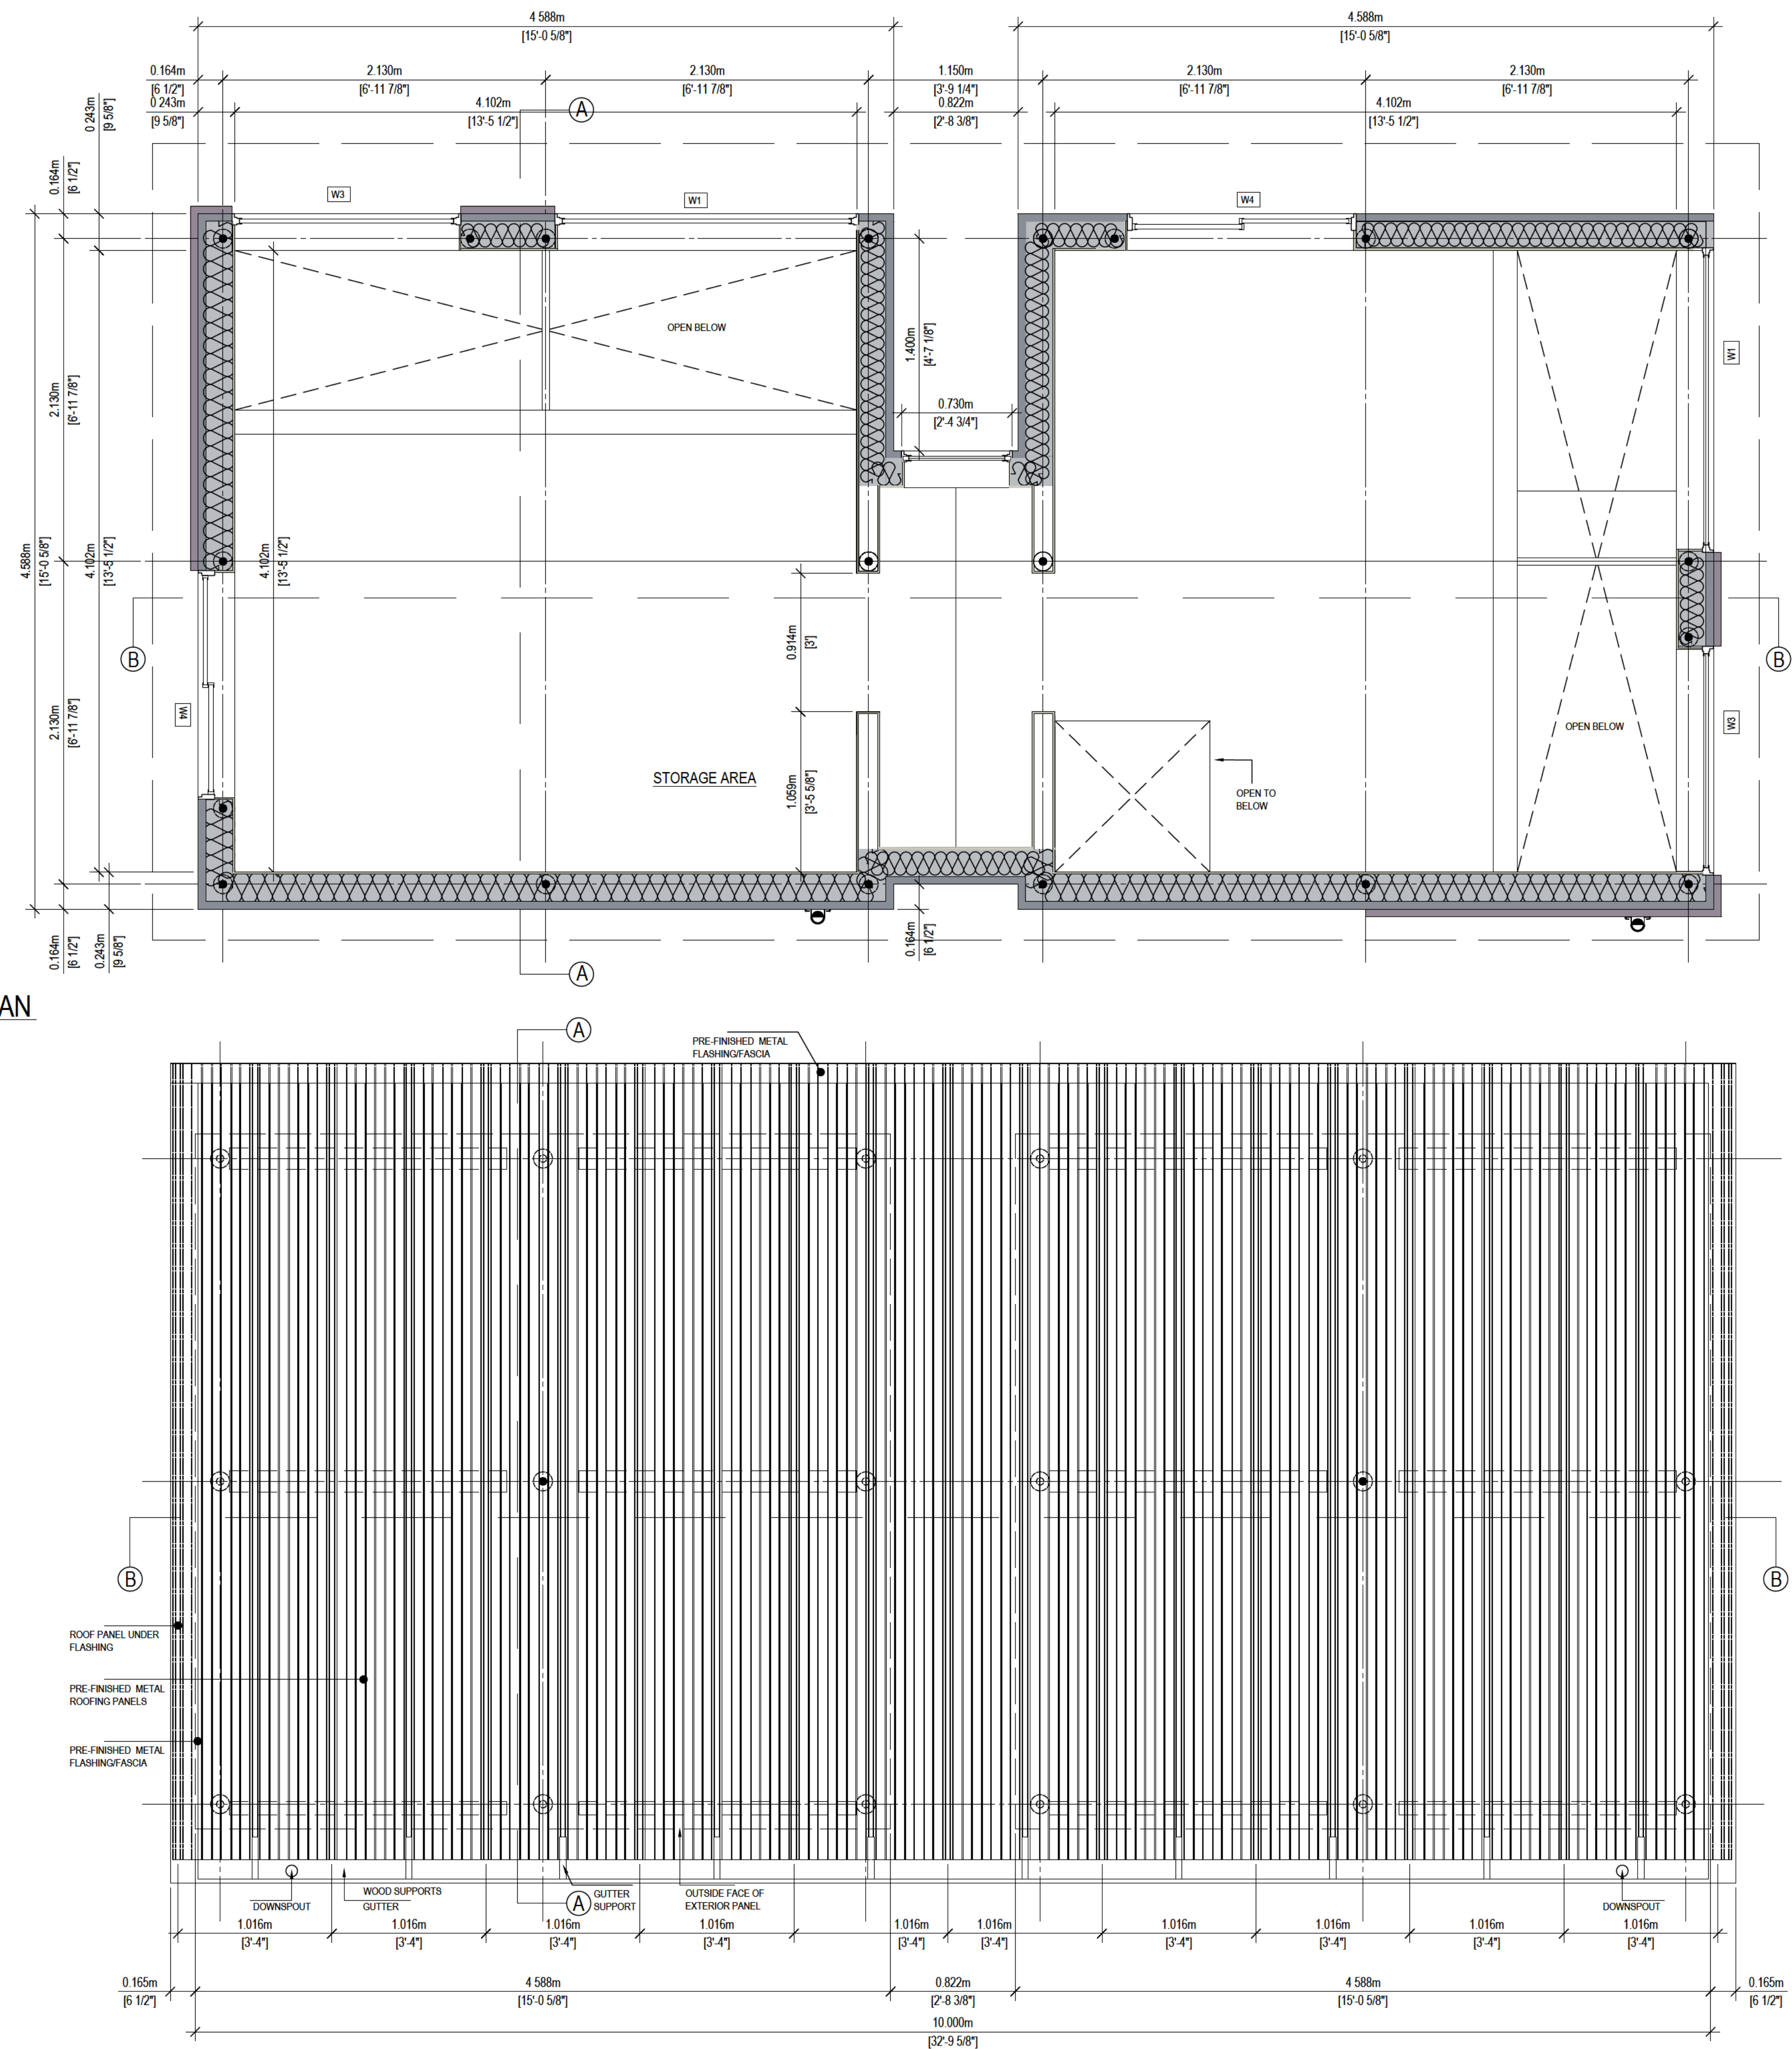 4 588m
[15'-0 5/8"]
4.588m
[15'-0 5/8"]
0.164m
[6 1/2"]
2.130m
[6'-11 7/8"]
2.130m
[6'-11 7/8"]
1.150m
[3'-9 1/4"]
2.130m
[6'-11 7/8"]
2.130m
[6'-11 7/8"]
0 243m
[9 5/8"]
4.102m
[13'-5 1/2"]
A
0.822m
[2'-8 3/8"]
4.102m
[13'-5 1/2"]
0 243m
[9 5/8"]
0.164m
[6 1/2"]
W3
W1
W4
OPEN BELOW
1.400m
[4'-7 1/8"]
W1
0.730m
[2'-4 3/4"]
2.130m
[6'-11 7/8"]
4.588m
[15'-0 5/8"]
4.102m
[13'-5 1/2"]
4.102m
[13'-5 1/2"]
B
0.914m
[3']
B
2.130m
[6'-11 7/8"]
W4
W3
OPEN BELOW
STORAGE AREA
1.059m
[3'-5 5/8"]
OPEN TO
BELOW
0.164m
[6 1/2"]
0.243m
[9 5/8"]
0.164m
[6 1/2"]
A
AN
A
PRE-FINISHED METAL
FLASHING/FASCIA
B
B
ROOF PANEL UNDER
FLASHING
PRE-FINISHED METAL
ROOFING PANELS
PRE-FINISHED METAL
FLASHING/FASCIA
DOWNSPOUT
WOOD SUPPORTS
GUTTER
A
GUTTER
SUPPORT
OUTSIDE FACE OF
EXTERIOR PANEL
DOWNSPOUT
1.016m
[3'-4"]
1.016m
[3'-4"]
1.016m
[3'-4"]
1.016m
[3'-4"]
1.016m
[3'-4"]
1.016m
[3'-4"]
1.016m
[3'-4"]
1.016m
[3'-4"]
1.016m
[3'-4"]
1.016m
[3'-4"]
0.165m
[6 1/2"]
4 588m
[15'-0 5/8"]
0.822m
[2'-8 3/8"]
4 588m
[15'-0 5/8"]
0.165m
[6 1/2"]
10.000m
[32'-9 5/8"]